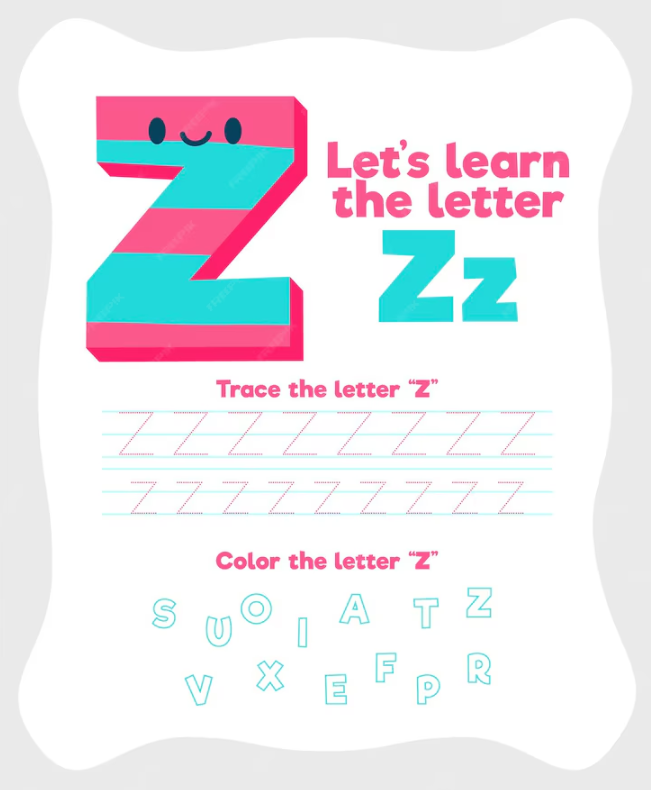 Z
Let's learn
the letter
Zz
Trace the letter “Z”
Z Z Z Z Z Z Z Z
Z Z Z Z Z Z Z Z Z
Color the letter “Z”
S U O I A T Z
V X E F P R